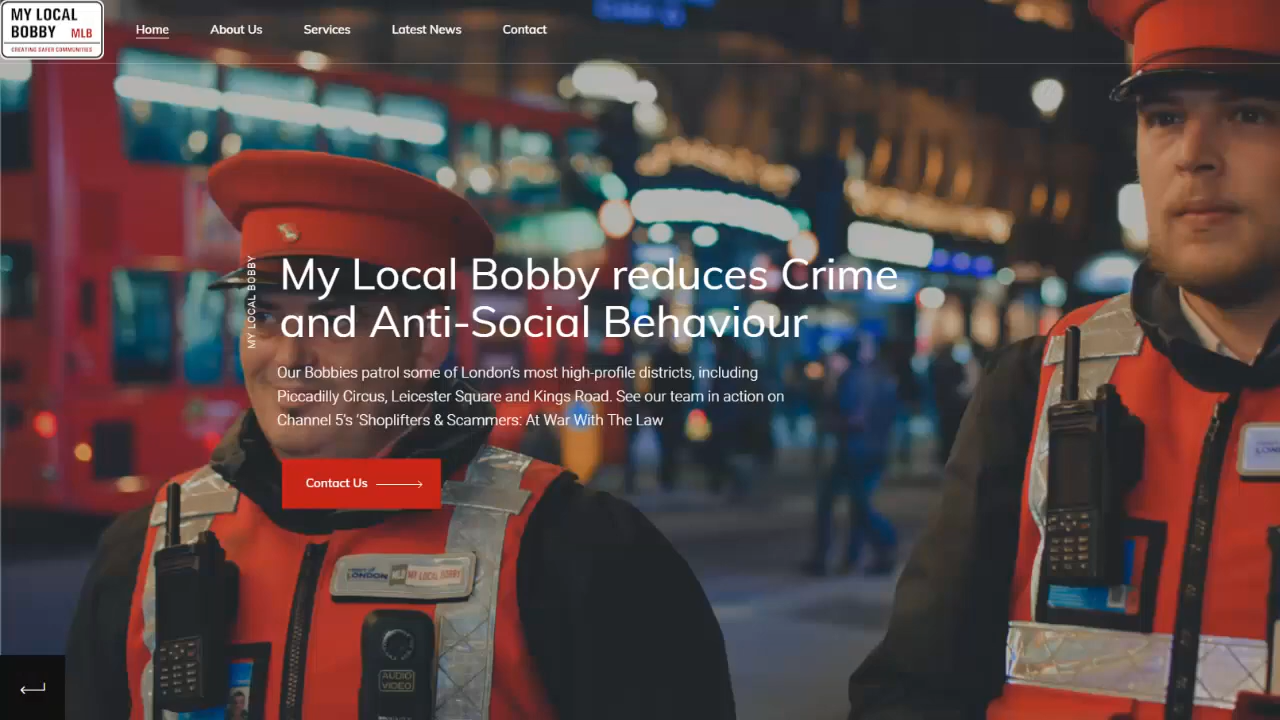 MY LOCAL
BOBBY MLB
CREATING SAFER COMMUNITIES
Home About Us Services Latest News Contact
MY LOCAL BOBBY
My Local Bobby reduces Crime
and Anti-Social Behaviour
Our Bobbies patrol some of London's most high-profile districts, including
Piccadilly Circus, Leicester Square and Kings Road. See our team in action on
Channel 5's 'Shoplifters & Scammers: At War With The Law
Contact Us
LONDON MY LOCAL BOBBY
AUDIO
VIDEO